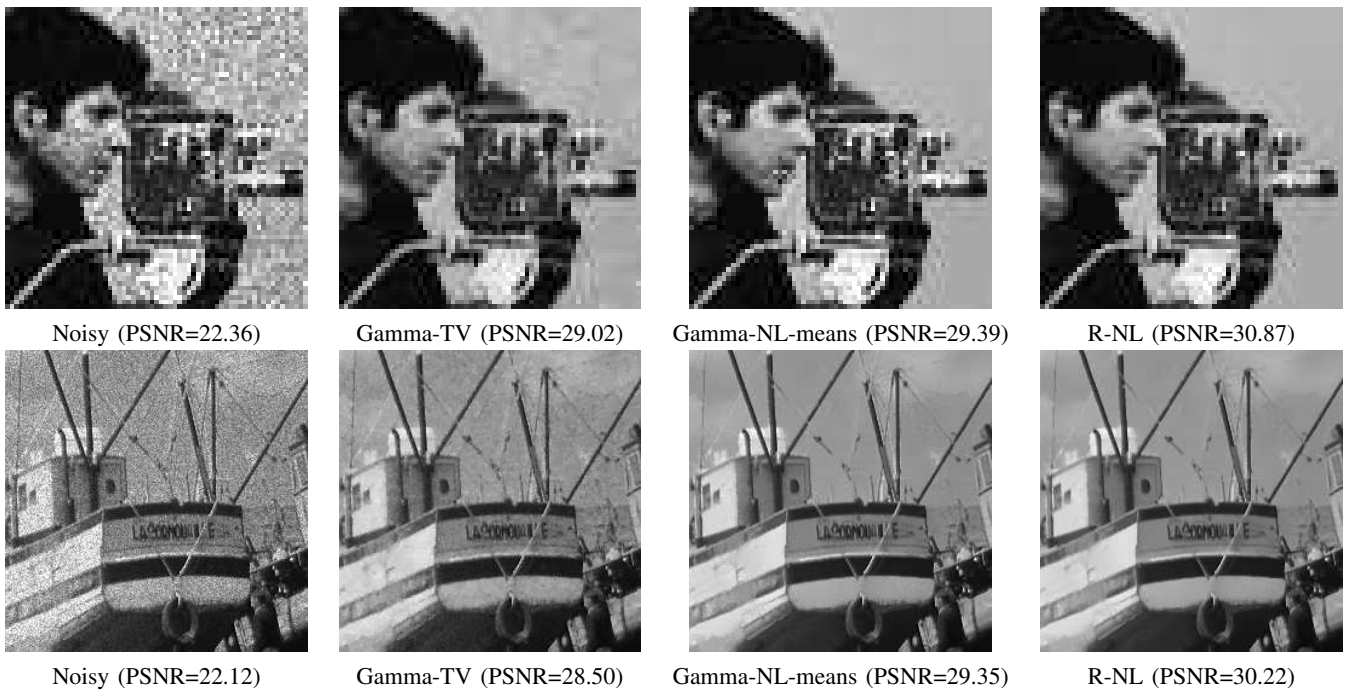 Noisy (PSNR=22.36)
Gamma-TV (PSNR=29.02)
Gamma-NL-means (PSNR=29.39)
R-NL (PSNR=30.87)
Noisy (PSNR=22.12)
Gamma-TV (PSNR=28.50)
Gamma-NL-means (PSNR=29.35)
R-NL (PSNR=30.22)